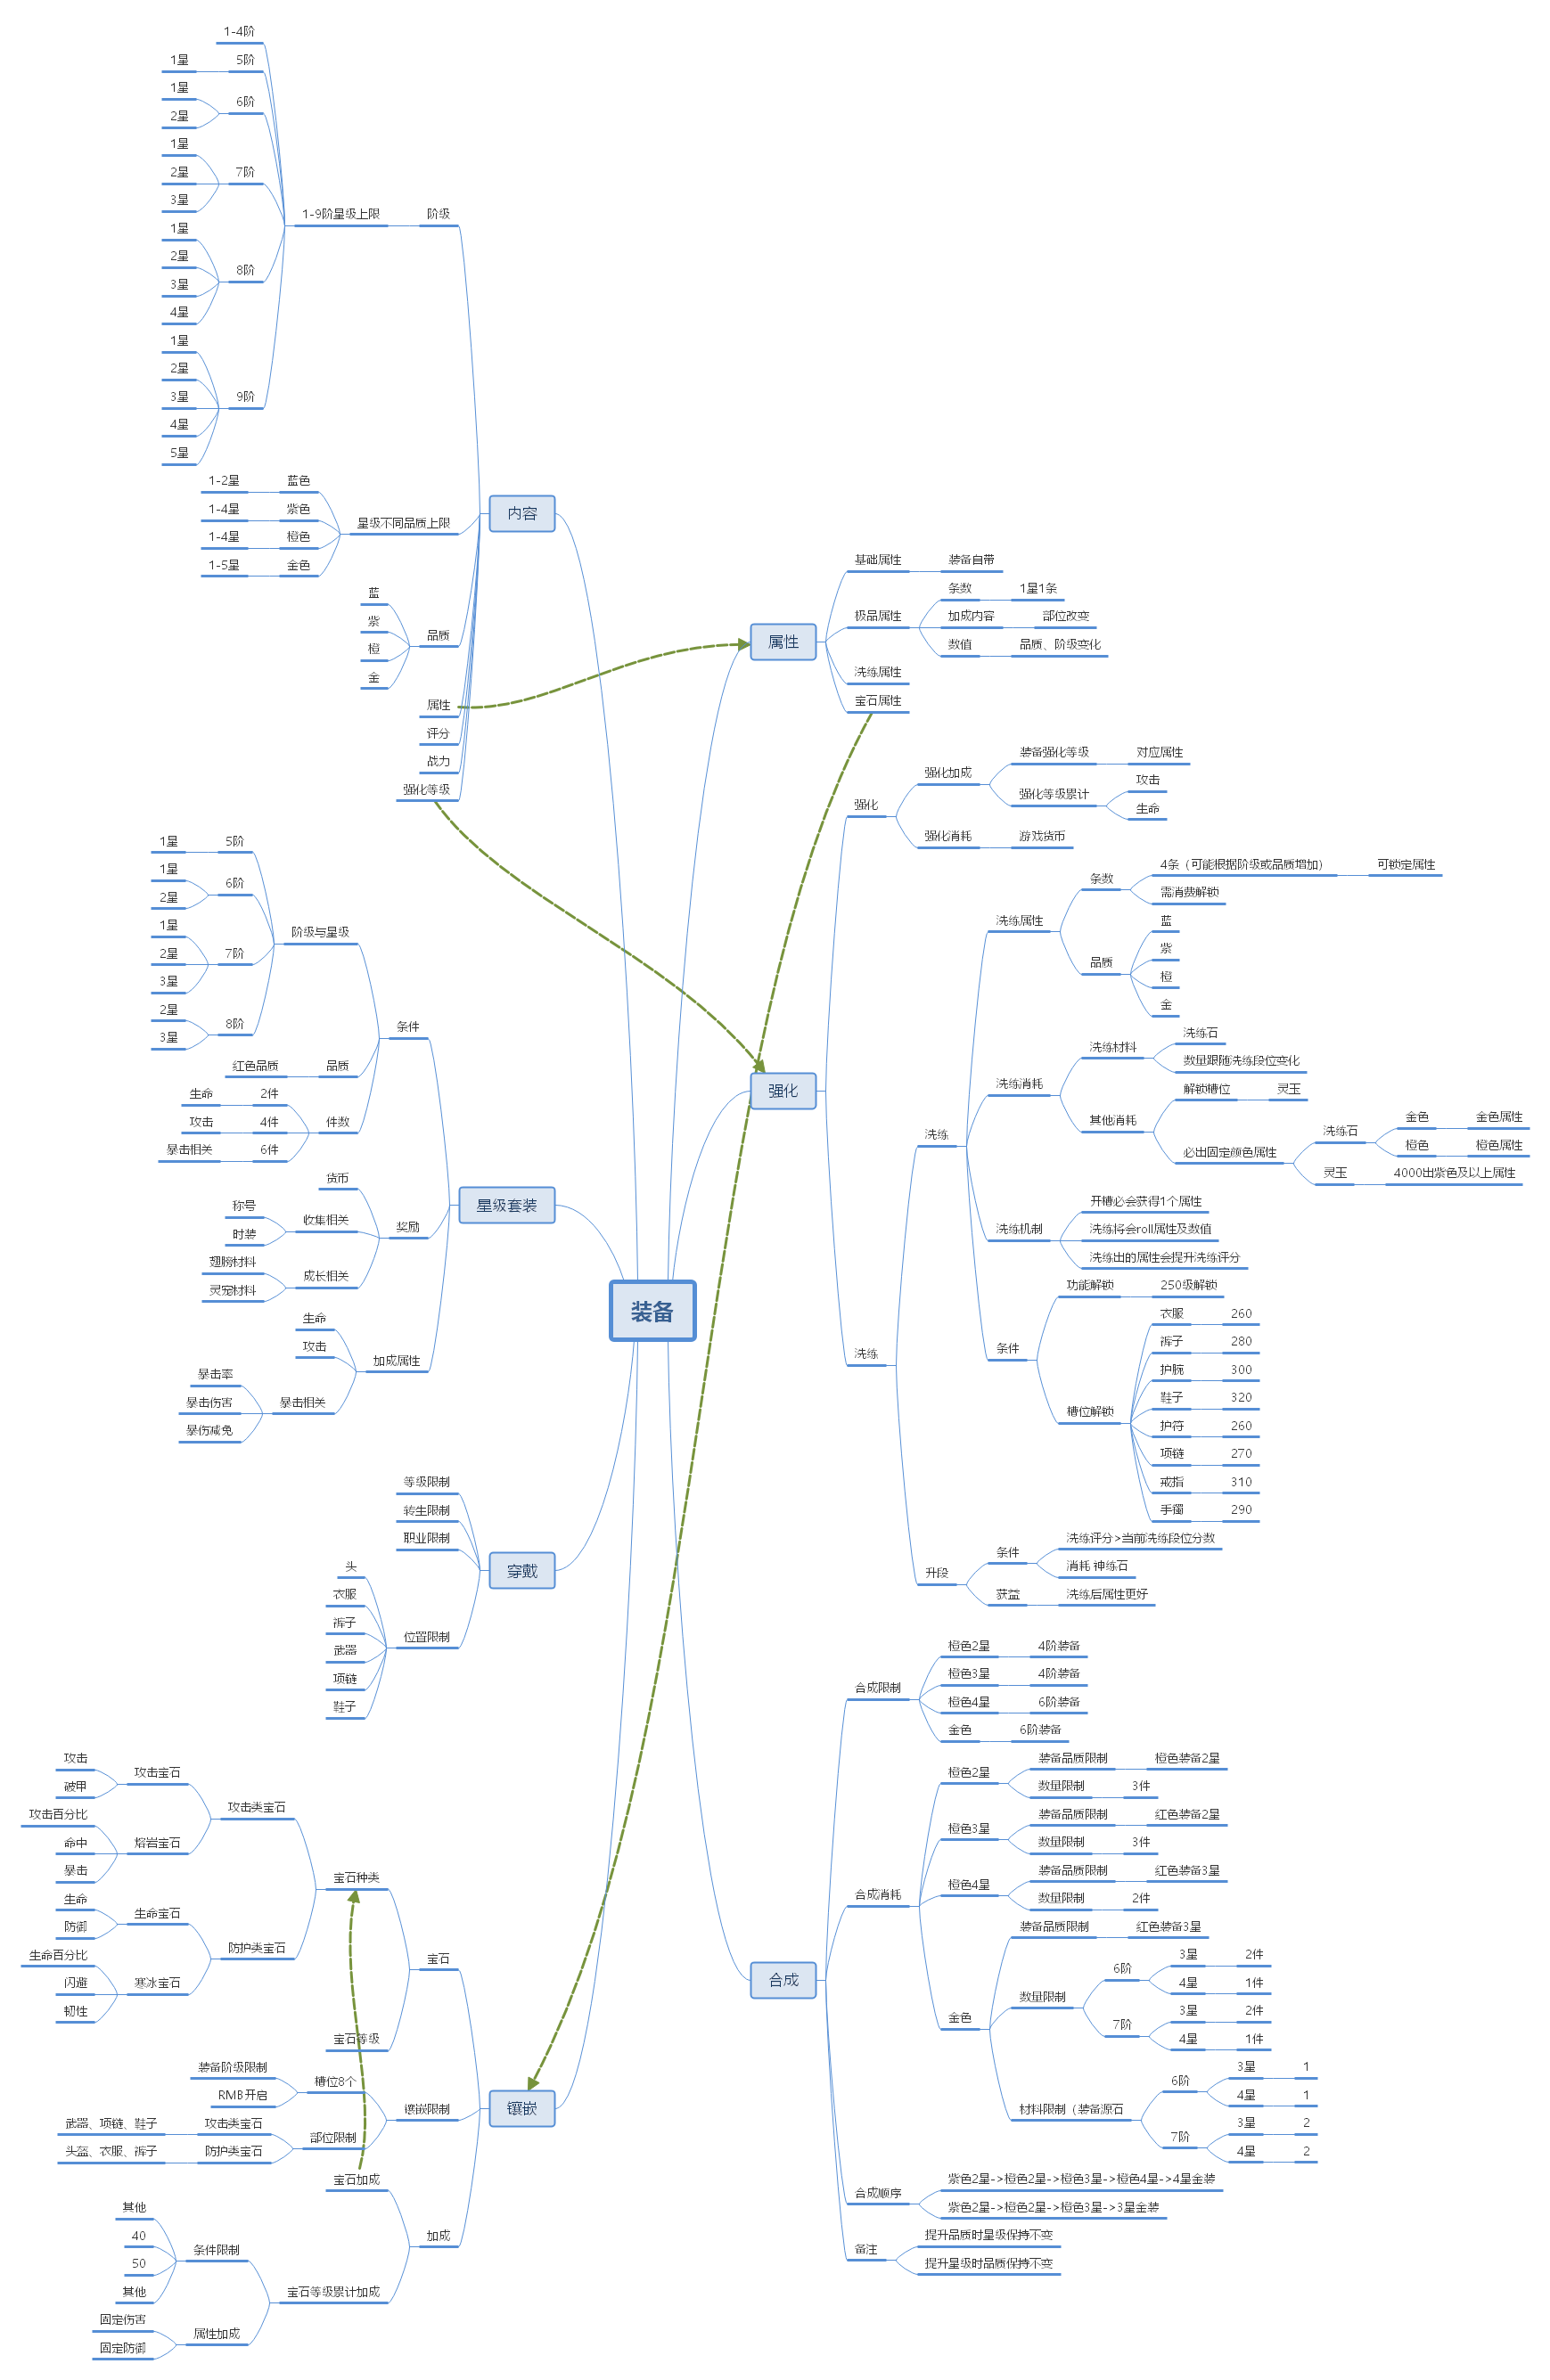 装备
内容
阶级
1-9阶星级上限
1-4阶
5阶
1星
6阶
1星
2星
7阶
1星
2星
3星
8阶
1星
2星
3星
4星
9阶
1星
2星
3星
4星
5星
星级不同品质上限
蓝色
1-2星
紫色
1-4星
橙色
1-4星
金色
1-5星
品质
蓝
紫
橙
金
属性
评分
战力
强化等级
星级套装
条件
阶级与星级
5阶
1星
6阶
1星
2星
7阶
1星
2星
3星
8阶
2星
3星
品质
红色品质
件数
2件
生命
4件
攻击
6件
暴击相关
奖励
货币
收集相关
称号
时装
成长相关
翅膀材料
灵宠材料
加成属性
生命
攻击
暴击相关
暴击率
暴击伤害
暴伤减免
穿戴
等级限制
转生限制
职业限制
位置限制
头
衣服
裤子
武器
项链
鞋子
镶嵌
宝石
宝石种类
攻击类宝石
攻击宝石
攻击
破甲
熔岩宝石
攻击百分比
命中
暴击
防护类宝石
生命宝石
生命
防御
寒冰宝石
生命百分比
闪避
韧性
宝石等级
镶嵌限制
槽位8个
装备阶级限制
RMB开启
部位限制
攻击类宝石
武器、项链、鞋子
防护类宝石
头盔、衣服、裤子
加成
宝石加成
宝石等级累计加成
条件限制
其他
40
50
其他
属性加成
固定伤害
固定防御
属性
基础属性
装备自带
极品属性
条数
1星1条
加成内容
部位改变
数值
品质、阶级变化
洗练属性
宝石属性
强化
强化
强化加成
装备强化等级
对应属性
强化等级累计
攻击
生命
强化消耗
游戏货币
洗练
洗练
洗练属性
条数
4条（可能根据阶级或品质增加）
可锁定属性
需消费解锁
品质
蓝
紫
橙
金
洗练消耗
洗练材料
洗练石
数量跟随洗练段位变化
其他消耗
解锁槽位
灵玉
必出固定颜色属性
洗练石
金色
金色属性
橙色
橙色属性
灵玉
4000出紫色及以上属性
洗练机制
开槽必会获得1个属性
洗练将会roll属性及数值
洗练出的属性会提升洗练评分
条件
功能解锁
250级解锁
槽位解锁
衣服
260
裤子
280
护腕
300
鞋子
320
护符
260
项链
270
戒指
310
手镯
290
升段
条件
洗练评分>当前洗练段位分数
消耗 神练石
获益
洗练后属性更好
合成
合成限制
橙色2星
4阶装备
橙色3星
4阶装备
橙色4星
6阶装备
金色
6阶装备
合成消耗
橙色2星
装备品质限制
橙色装备2星
数量限制
3件
橙色3星
装备品质限制
红色装备2星
数量限制
3件
橙色4星
装备品质限制
红色装备3星
数量限制
2件
金色
装备品质限制
红色装备3星
数量限制
6阶
3星
2件
4星
1件
7阶
3星
2件
4星
1件
材料限制（装备源石
6阶
3星
1
4星
1
7阶
3星
2
4星
2
合成顺序
紫色2星->橙色2星->橙色3星->橙色4星->4星金装
紫色2星->橙色2星->橙色3星->3星金装
备注
提升品质时星级保持不变
提升星级时品质保持不变